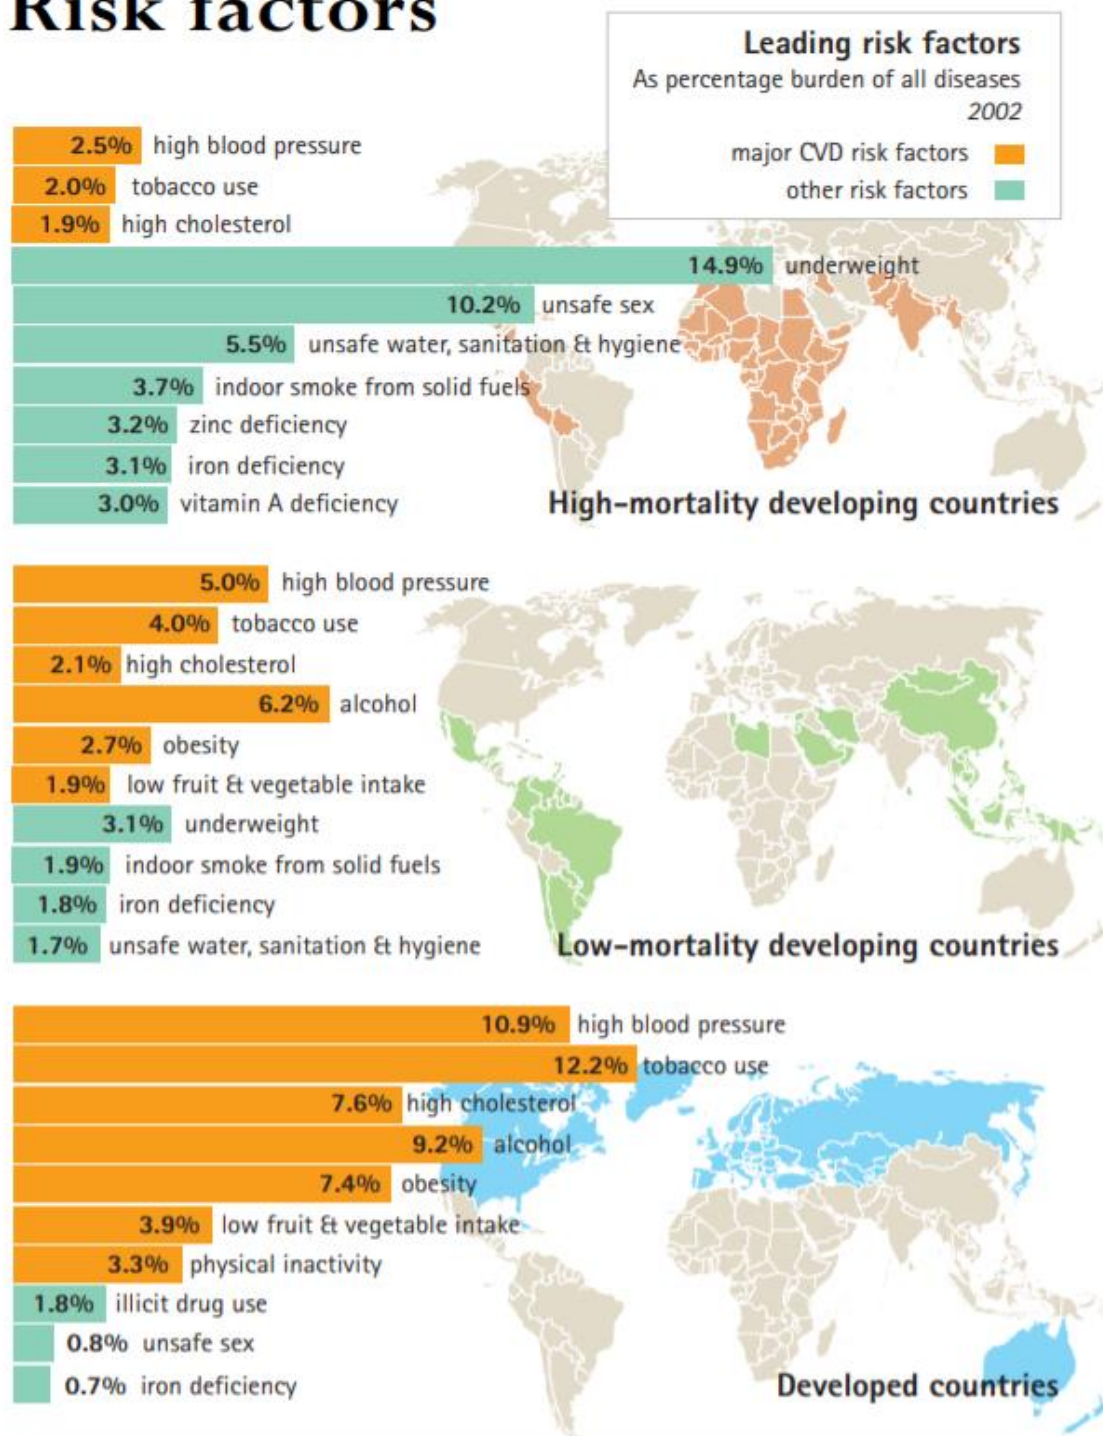 Risk factors
Leading risk factors
As percentage burden of all diseases
2002
major CVD risk factors
other risk factors
2.5% high blood pressure
2.0% tobacco use
1.9% high cholesterol
14.9% underweight
10.2% unsafe sex
5.5% unsafe water, sanitation & hygiene
3.7% indoor smoke from solid fuels
3.2% zinc deficiency
3.1% iron deficiency
3.0% vitamin A deficiency
High-mortality developing countries
5.0% high blood pressure
4.0% tobacco use
2.1% high cholesterol
6.2% alcohol
2.7% obesity
1.9% low fruit & vegetable intake
3.1% underweight
1.9% indoor smoke from solid fuels
1.8% iron deficiency
1.7% unsafe water, sanitation & hygiene
Low-mortality developing countries
10.9% high blood pressure
12.2% tobacco use
7.6% high cholesterol
9.2% alcohol
7.4% obesity
3.9% low fruit & vegetable intake
3.3% physical inactivity
1.8% illicit drug use
0.8% unsafe sex
0.7% iron deficiency
Developed countries